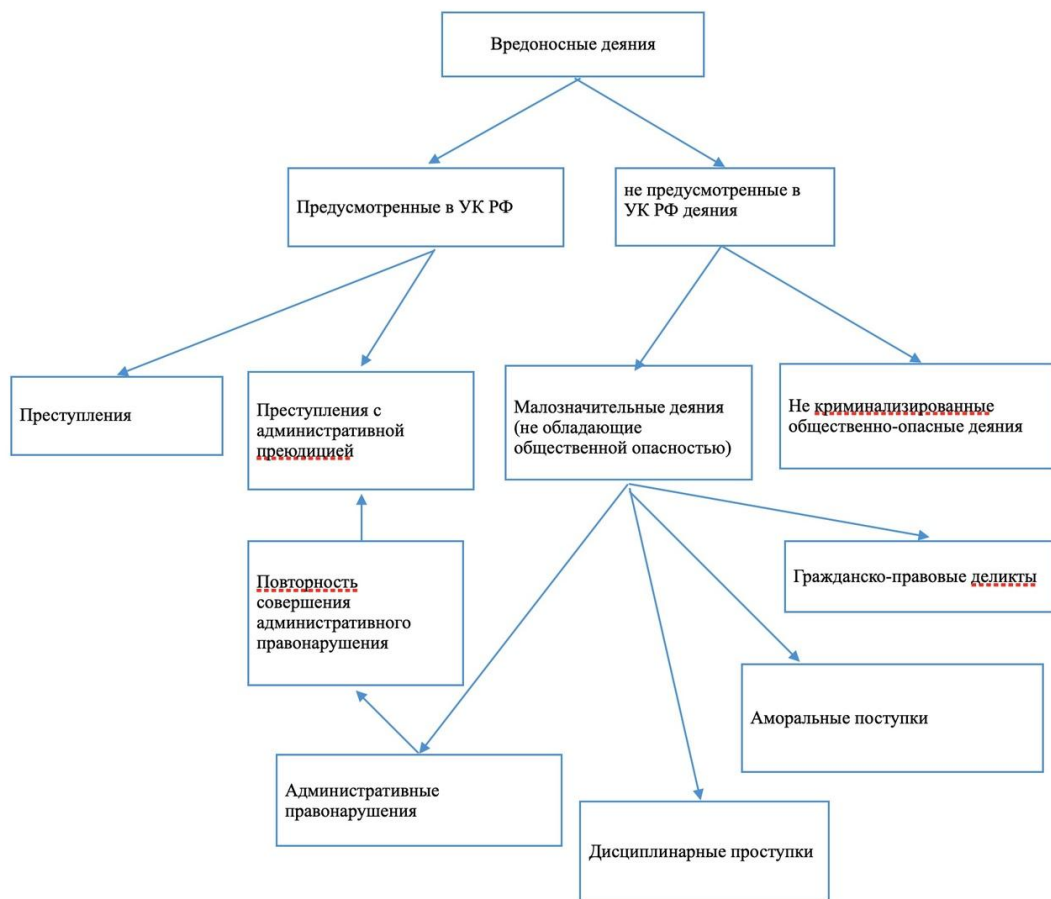 Вредоносные деяния
Предусмотренные в УК РФ
не предусмотренные в
УК РФ деяния
Преступления
Преступления с
административной
преюдицией
Малозначительные деяния
(не обладающие
общественной опасностью)
Не криминализированные
общественно-опасные деяния
Повторность
совершения
административного
правонарушения
Гражданско-правовые деликты
Аморальные поступки
Административные
правонарушения
Дисциплинарные проступки